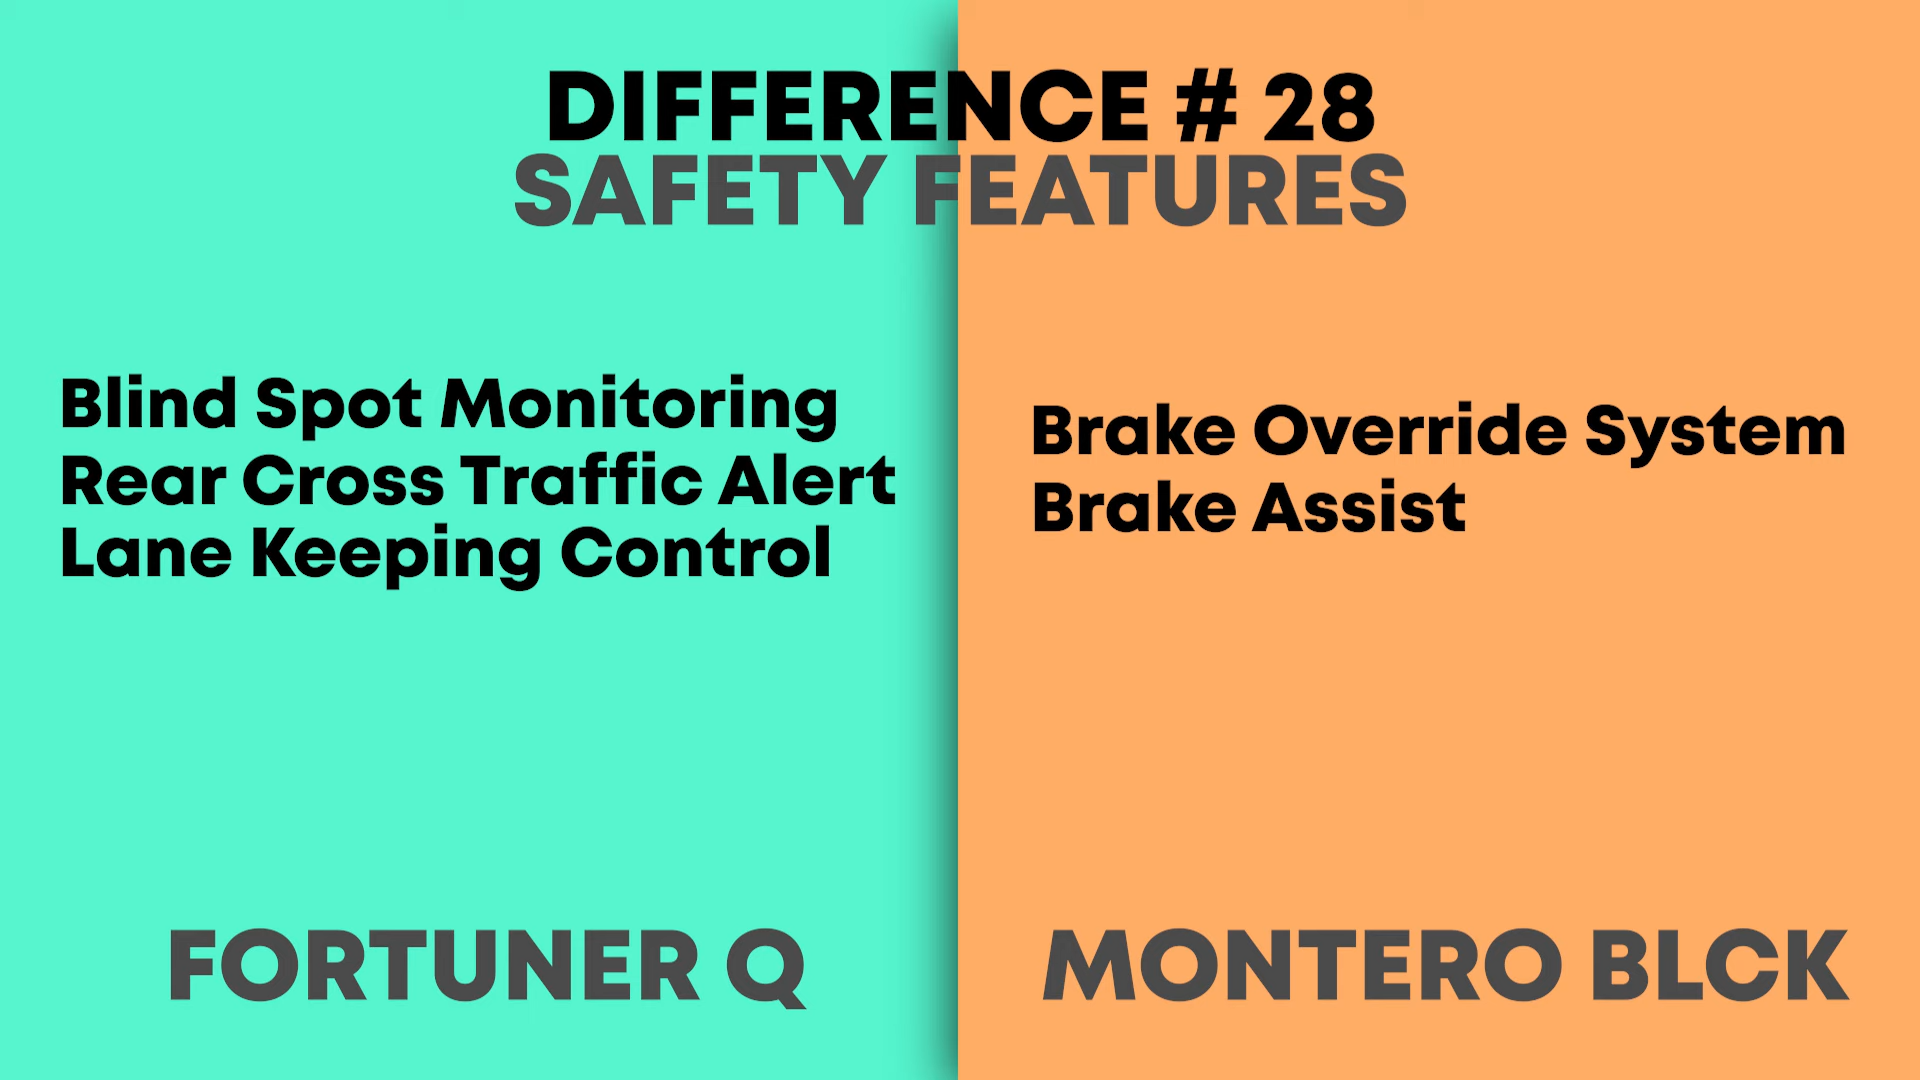 DIFFERENCE # 28
SAFETY FEATURES
Blind Spot Monitoring
Rear Cross Traffic Alert
Lane Keeping Control
Brake Override System
Brake Assist
FORTUNER Q
MONTERO BLCK